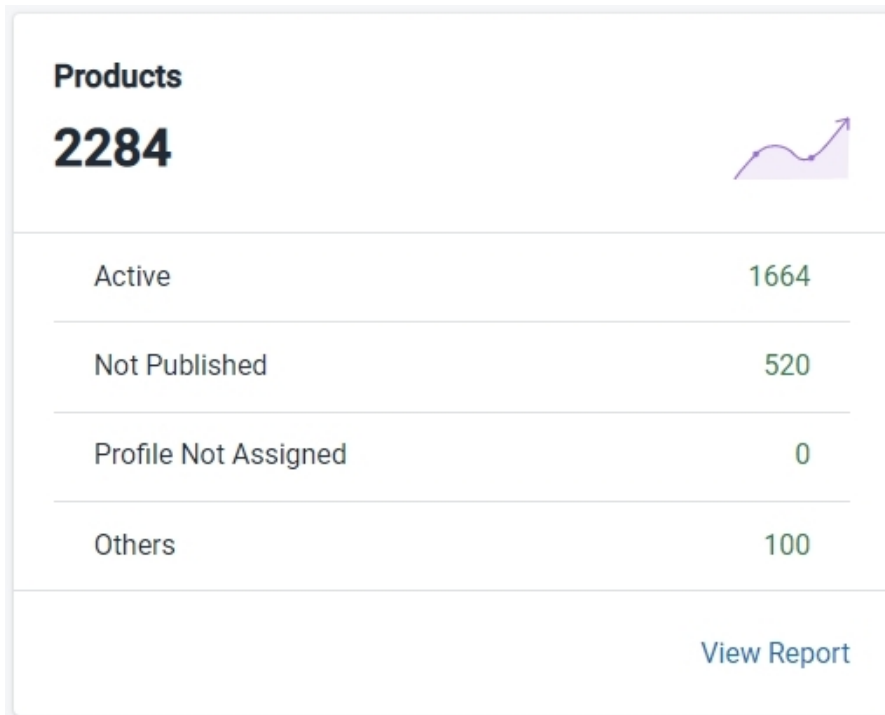 Products
2284
Active 1664
Not Published 520
Profile Not Assigned 0
Others 100
View Report